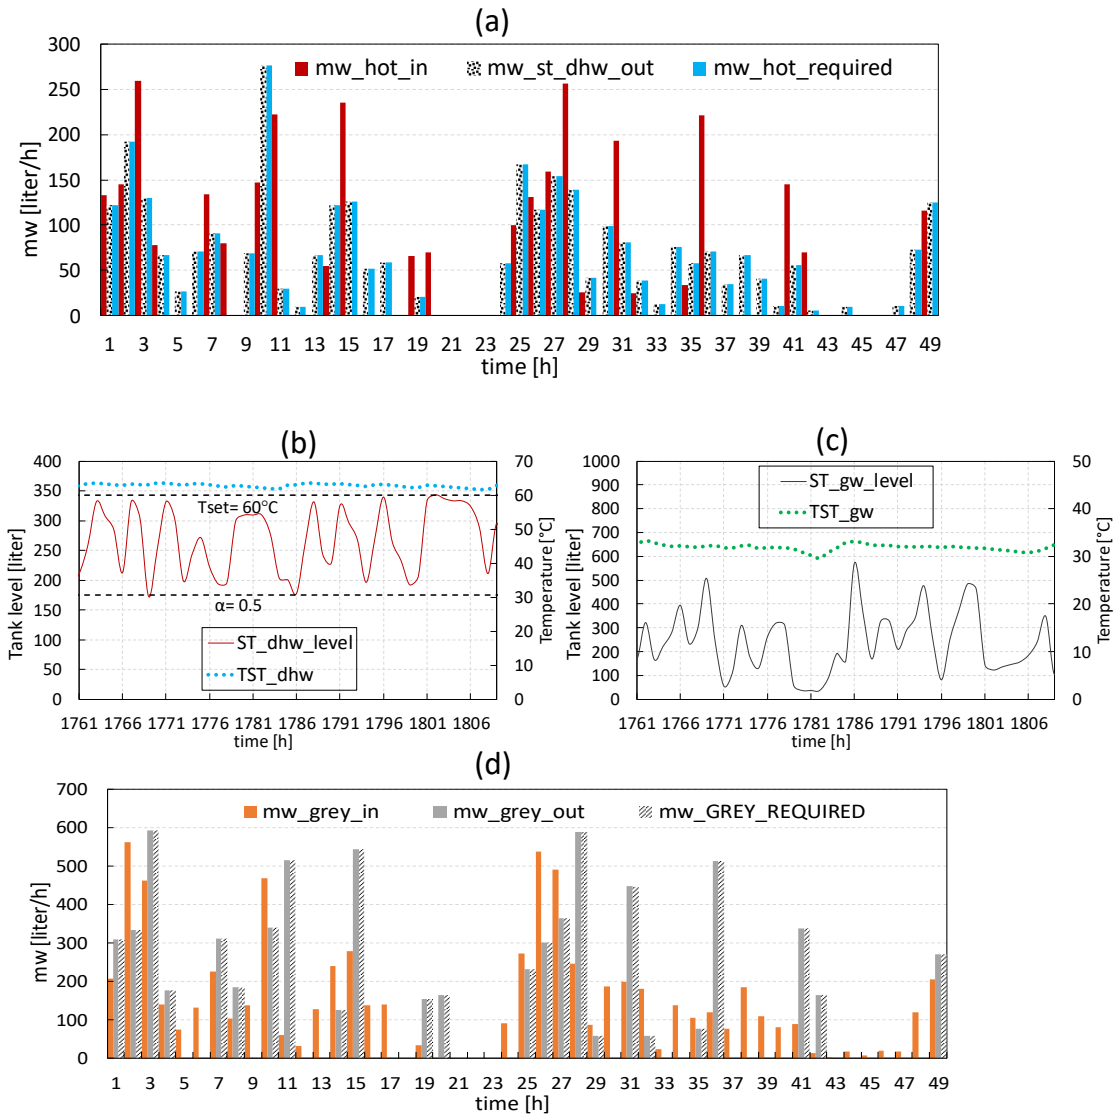 (a)
300
250
200
150
100
50
0
mw [liter/h]
mw_hot_in mw_st_dhw_out mw_hot_required
1 3 5 7 9 11 13 15 17 19 21 23 25 27 29 31 33 35 37 39 41 43 45 47 49
time [h]
(b)
400
350
300
250
200
150
100
50
0
Tank level [liter]
70
60
50
40
30
20
10
0
Temperature [°C]
Tset= 60°C
α= 0.5
ST_dhw_level
TST_dhw
1761 1766 1771 1776 1781 1786 1791 1796 1801 1806
time [h]
(c)
1000
900
800
700
600
500
400
300
200
100
0
Tank level [liter]
50
40
30
20
10
0
Temperature [°C]
ST_gw_level
TST_gw
1761 1766 1771 1776 1781 1786 1791 1796 1801 1806
time [h]
(d)
700
600
500
400
300
200
100
0
mw [liter/h]
mw_grey_in mw_grey_out mw_GREY_REQUIRED
1 3 5 7 9 11 13 15 17 19 21 23 25 27 29 31 33 35 37 39 41 43 45 47 49
time [h]